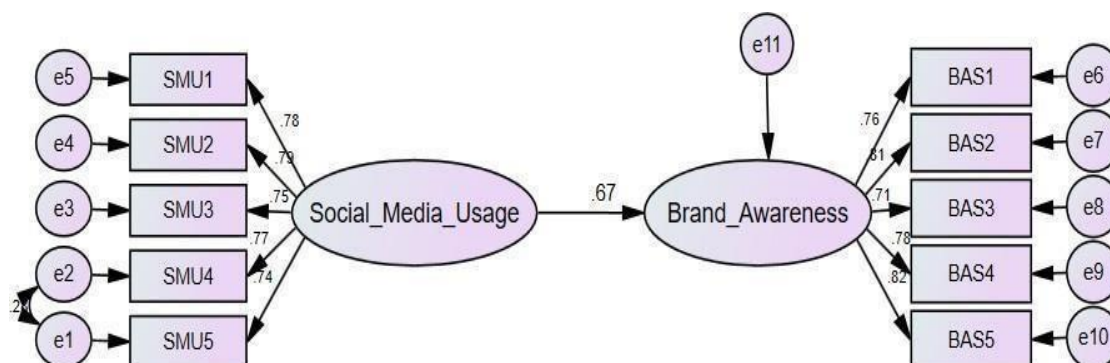 e11
e5
SMU1
BAS1
e6
.78
.76
e4
SMU2
BAS2
e7
.79
.81
e3
SMU3
.75
Social_Media_Usage
.67
Brand_Awareness
.71
BAS3
e8
.77
.78
e2
SMU4
.74
.82
BAS4
e9
e1
SMU5
BAS5
e10